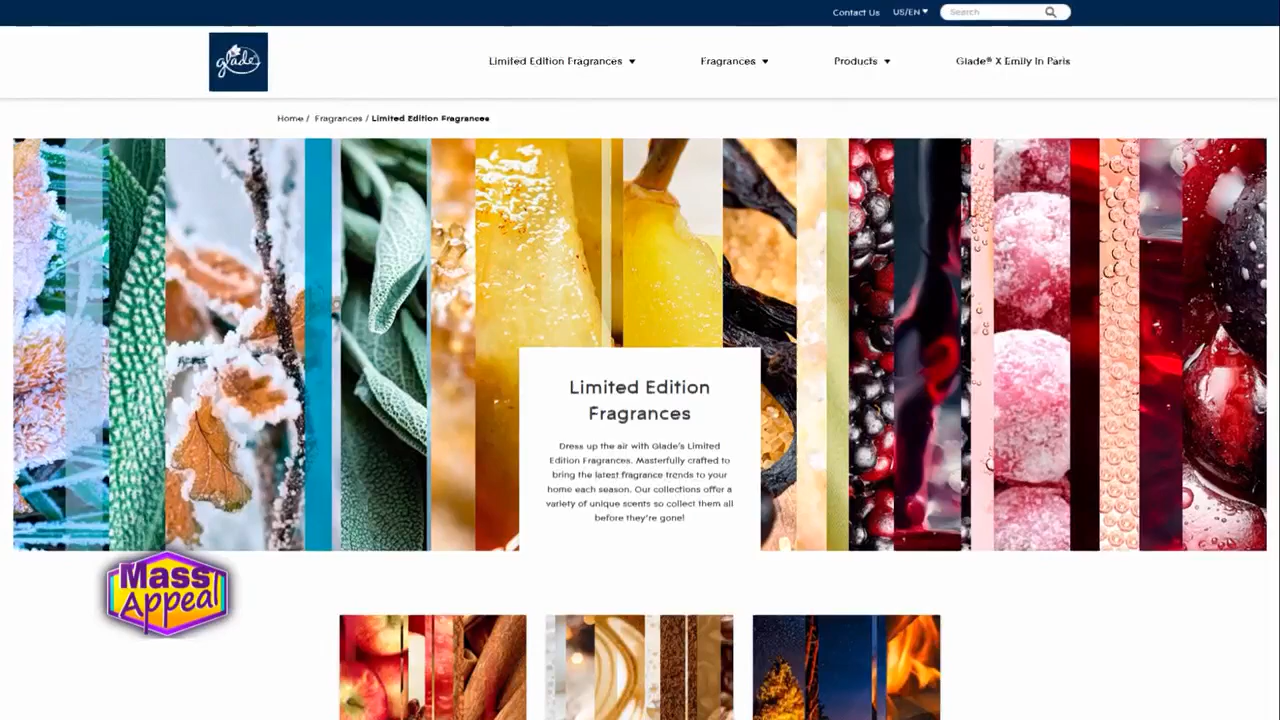 Contact Us US/EN Search
glade
Limited Edition Fragrances Fragrances Products Glade® X Emily In Paris
Home / Fragrances / Limited Edition Fragrances
Limited Edition
Fragrances
Dress up the air with Glade's Limited
Edition Fragrances. Masterfully crafted to
bring the latest fragrance trends to your
home each season. Our collections offer a
variety of unique scents so collect them all
before they're gone!
Mass
Appeal